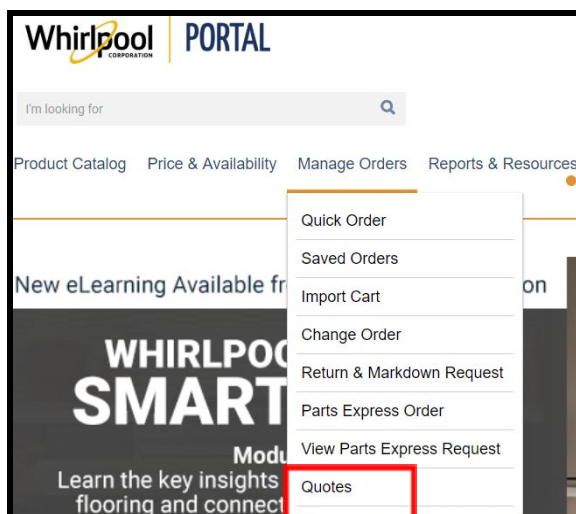 Whirlpool PORTAL
CORPORATION
I'm looking for
Product Catalog Price & Availability Manage Orders Reports & Resources
Quick Order
Saved Orders
New eLearning Available fr on
Import Cart
Change Order
WHIRLPOO
Return & Markdown Request
SMART
Parts Express Order
View Parts Express Request
Modu
Learn the key insights
Quotes
flooring and connect